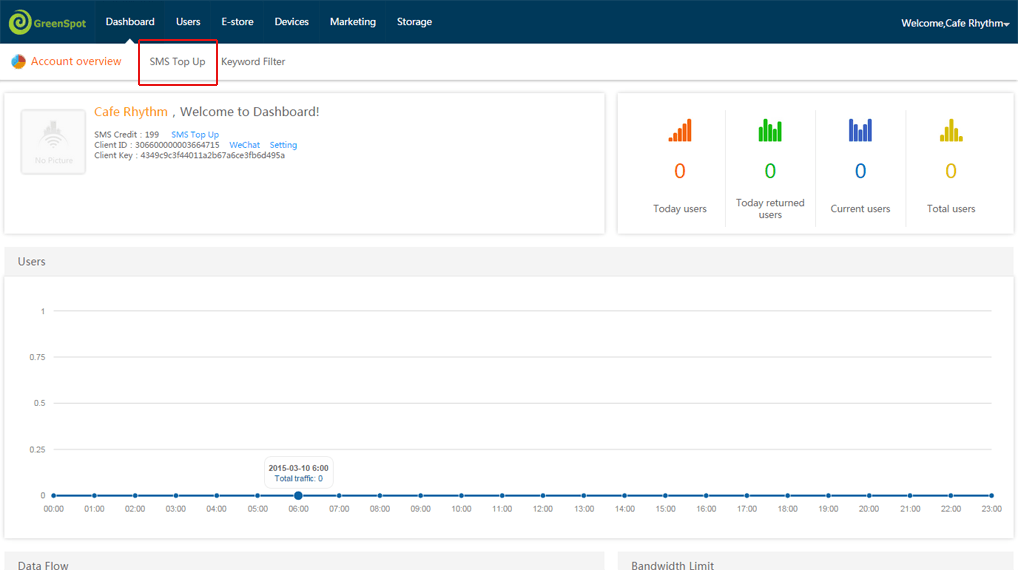 GreenSpot
Dashboard Users E-store Devices Marketing Storage
Welcome,Cafe Rhythm
Account overview SMS Top Up Keyword Filter
No Picture
Cafe Rhythm , Welcome to Dashboard!
SMS Credit : 199 SMS Top Up
Client ID : 306600000003664715 WeChat Setting
Client Key : 4349c9c3f44011a2b67a6ce3fb6d495a
0 0 0 0
Today users
Today returned
users
Current users
Total users
Users
1
0.75
0.5
0.25
0
2015-03-10 6:00
Total traffic: 0
00:00 01:00 02:00 03:00 04:00 05:00 06:00 07:00 08:00 09:00 10:00 11:00 12:00 13:00 14:00 15:00 16:00 17:00 18:00 19:00 20:00 21:00 22:00 23:00
Data Flow
Bandwidth Limit